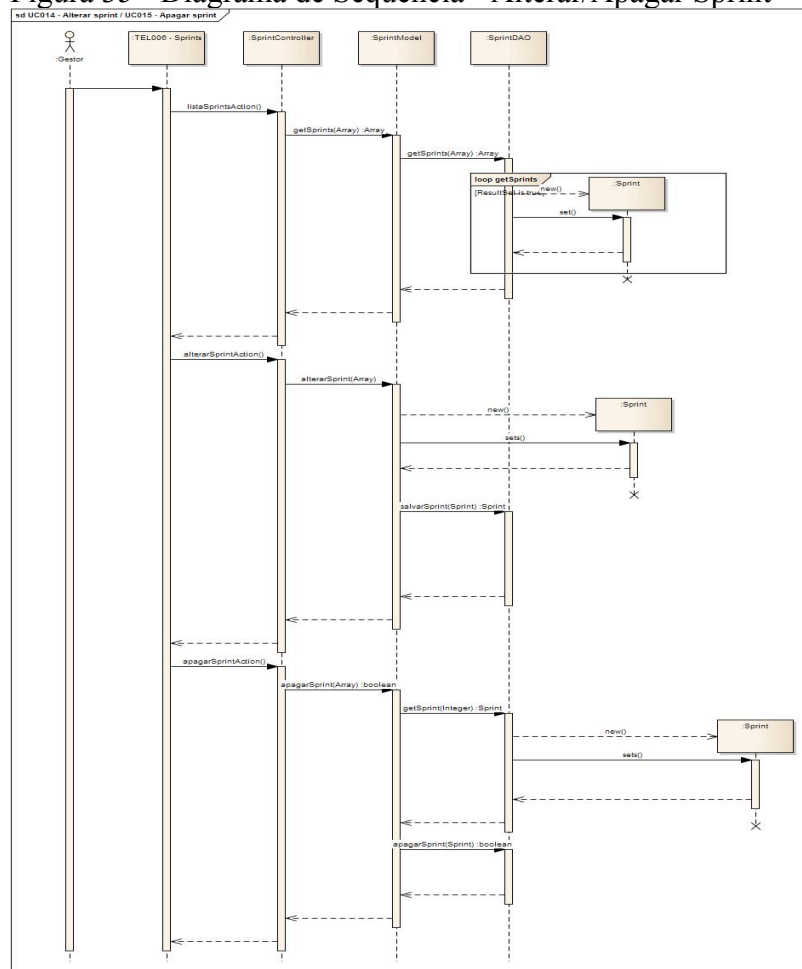 Figura 35 - Diagrama de Sequência - Alterar/Apagar Sprint
sd UC014 - Alterar sprint / UC015 - Apagar sprint
:Gestor
:TEL006 - Sprints
:SprintController
:SprintModel
:SprintDAO
listaSprintsAction()
getSprints(Array) :Array
getSprints(Array) :Array
loop getSprints
[ResultSet is true]
new()
:Sprint
set()
alterarSprintAction()
alterarSprint(Array)
new()
:Sprint
sets()
salvarSprint(Sprint) :Sprint
apagarSprintAction()
apagarSprint(Array) :boolean
getSprint(Integer) :Sprint
new()
:Sprint
sets()
apagarSprint(Sprint) :boolean